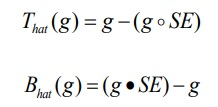 T_hat (g) = g − (g ∘ SE)
B_hat (g) = (g • SE) − g